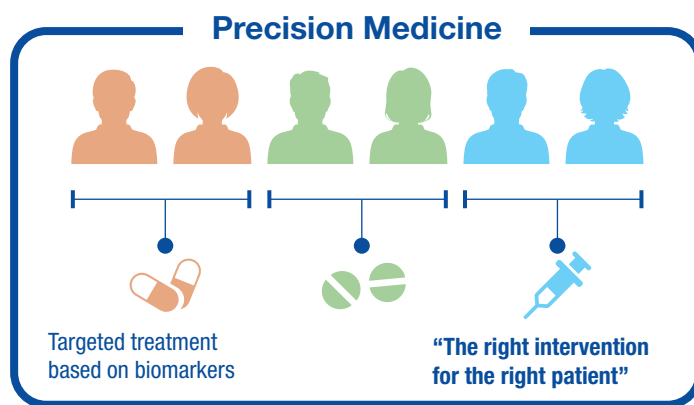 Precision Medicine
Targeted treatment
based on biomarkers
“The right intervention
for the right patient”